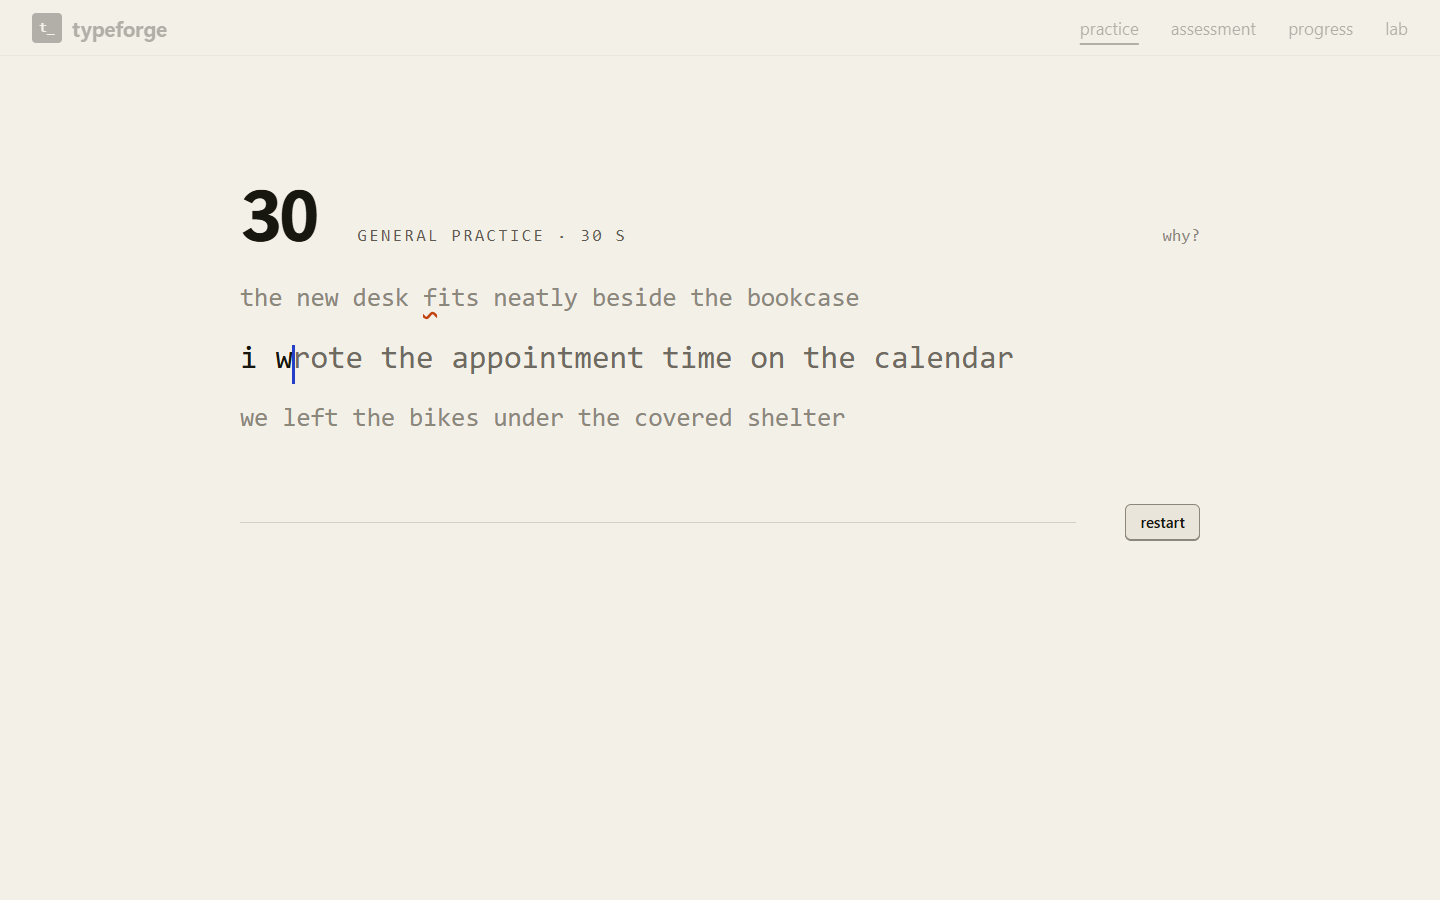 t_ typeforge
practice assessment progress lab
30 GENERAL PRACTICE · 30 S why?
the new desk fits neatly beside the bookcase
i wrote the appointment time on the calendar
we left the bikes under the covered shelter
restart